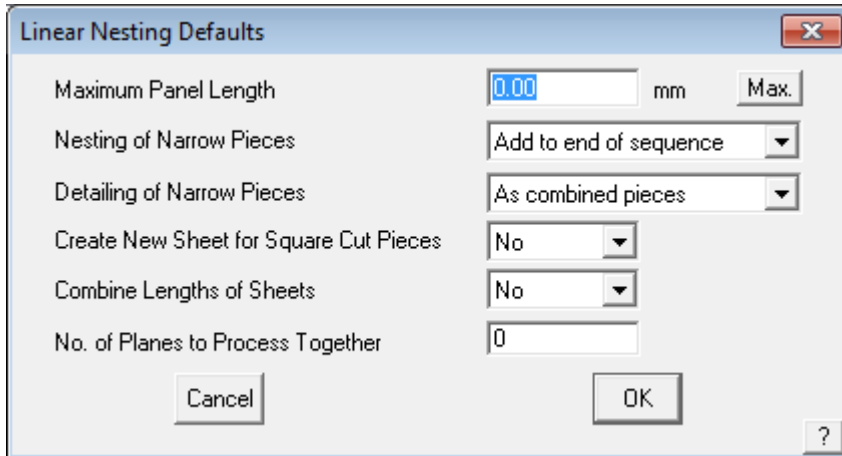 Linear Nesting Defaults
Maximum Panel Length 0.00 mm Max.
Nesting of Narrow Pieces Add to end of sequence
Detailing of Narrow Pieces As combined pieces
Create New Sheet for Square Cut Pieces No
Combine Lengths of Sheets No
No. of Planes to Process Together 0
Cancel OK
?